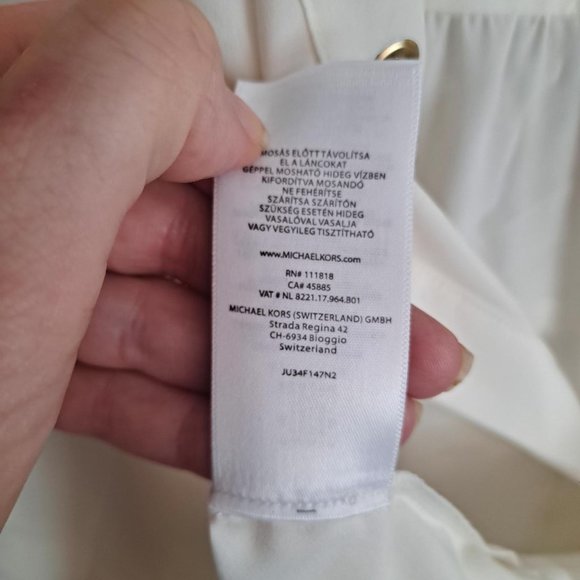 MOSÁS ELŐTT TÁVOLÍTSA
EL A LÁNCOKAT
GÉPPEL MOSHATÓ HIDEG VÍZBEN
KIFORDÍTVA MOSANDÓ
NE FEHÉRÍTSE
SZÁRÍTSA SZÁRÍTÓN
SZÜKSÉG ESETÉN HIDEG
VASALÓVAL VASALJA
VAGY VEGYILEG TISZTÍTHATÓ
www.MICHAELKORS.com
RN# 111818
CA# 45885
VAT # NL 8221.17.964.B01
MICHAEL KORS (SWITZERLAND) GMBH
Strada Regina 42
CH-6934 Bioggio
Switzerland
JU34F147N2